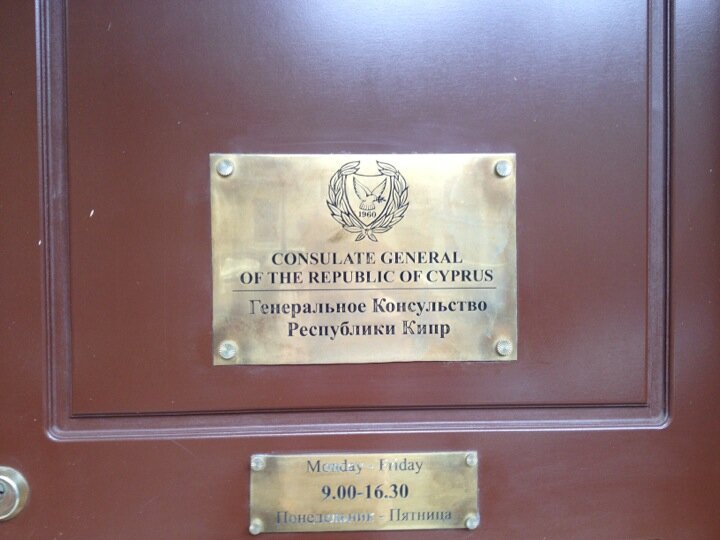 1960
CONSULATE GENERAL
OF THE REPUBLIC OF CYPRUS
Генеральное Консульство
Республики Кипр
Monday - Friday
9.00-16.30
Понедельник - Пятница